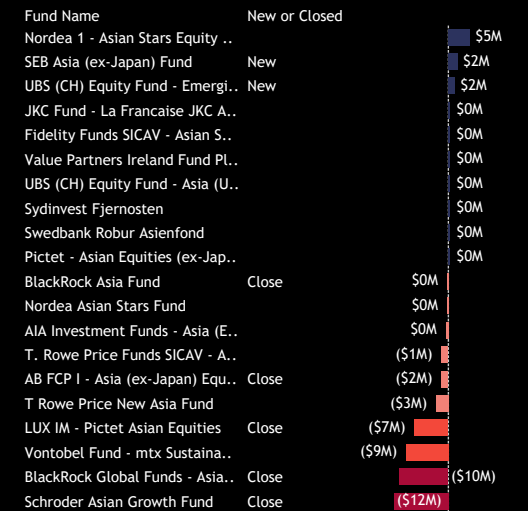 Fund Name New or Closed
Nordea 1 - Asian Stars Equity .. $5M
SEB Asia (ex-Japan) Fund New $2M
UBS (CH) Equity Fund - Emergi.. New $2M
JKC Fund - La Francaise JKC A.. $0M
Fidelity Funds SICAV - Asian S.. $0M
Value Partners Ireland Fund Pl.. $0M
UBS (CH) Equity Fund - Asia (U.. $0M
Sydinvest Fjernosten $0M
Swedbank Robur Asienfond $0M
Pictet - Asian Equities (ex-Jap.. $0M
BlackRock Asia Fund Close $0M
Nordea Asian Stars Fund $0M
AIA Investment Funds - Asia (E.. $0M
T. Rowe Price Funds SICAV - A.. ($1M)
AB FCP I - Asia (ex-Japan) Equ.. Close ($2M)
T Rowe Price New Asia Fund ($3M)
LUX IM - Pictet Asian Equities Close ($7M)
Vontobel Fund - mtx Sustaina.. ($9M)
BlackRock Global Funds - Asia.. Close ($10M)
Schroder Asian Growth Fund Close ($12M)